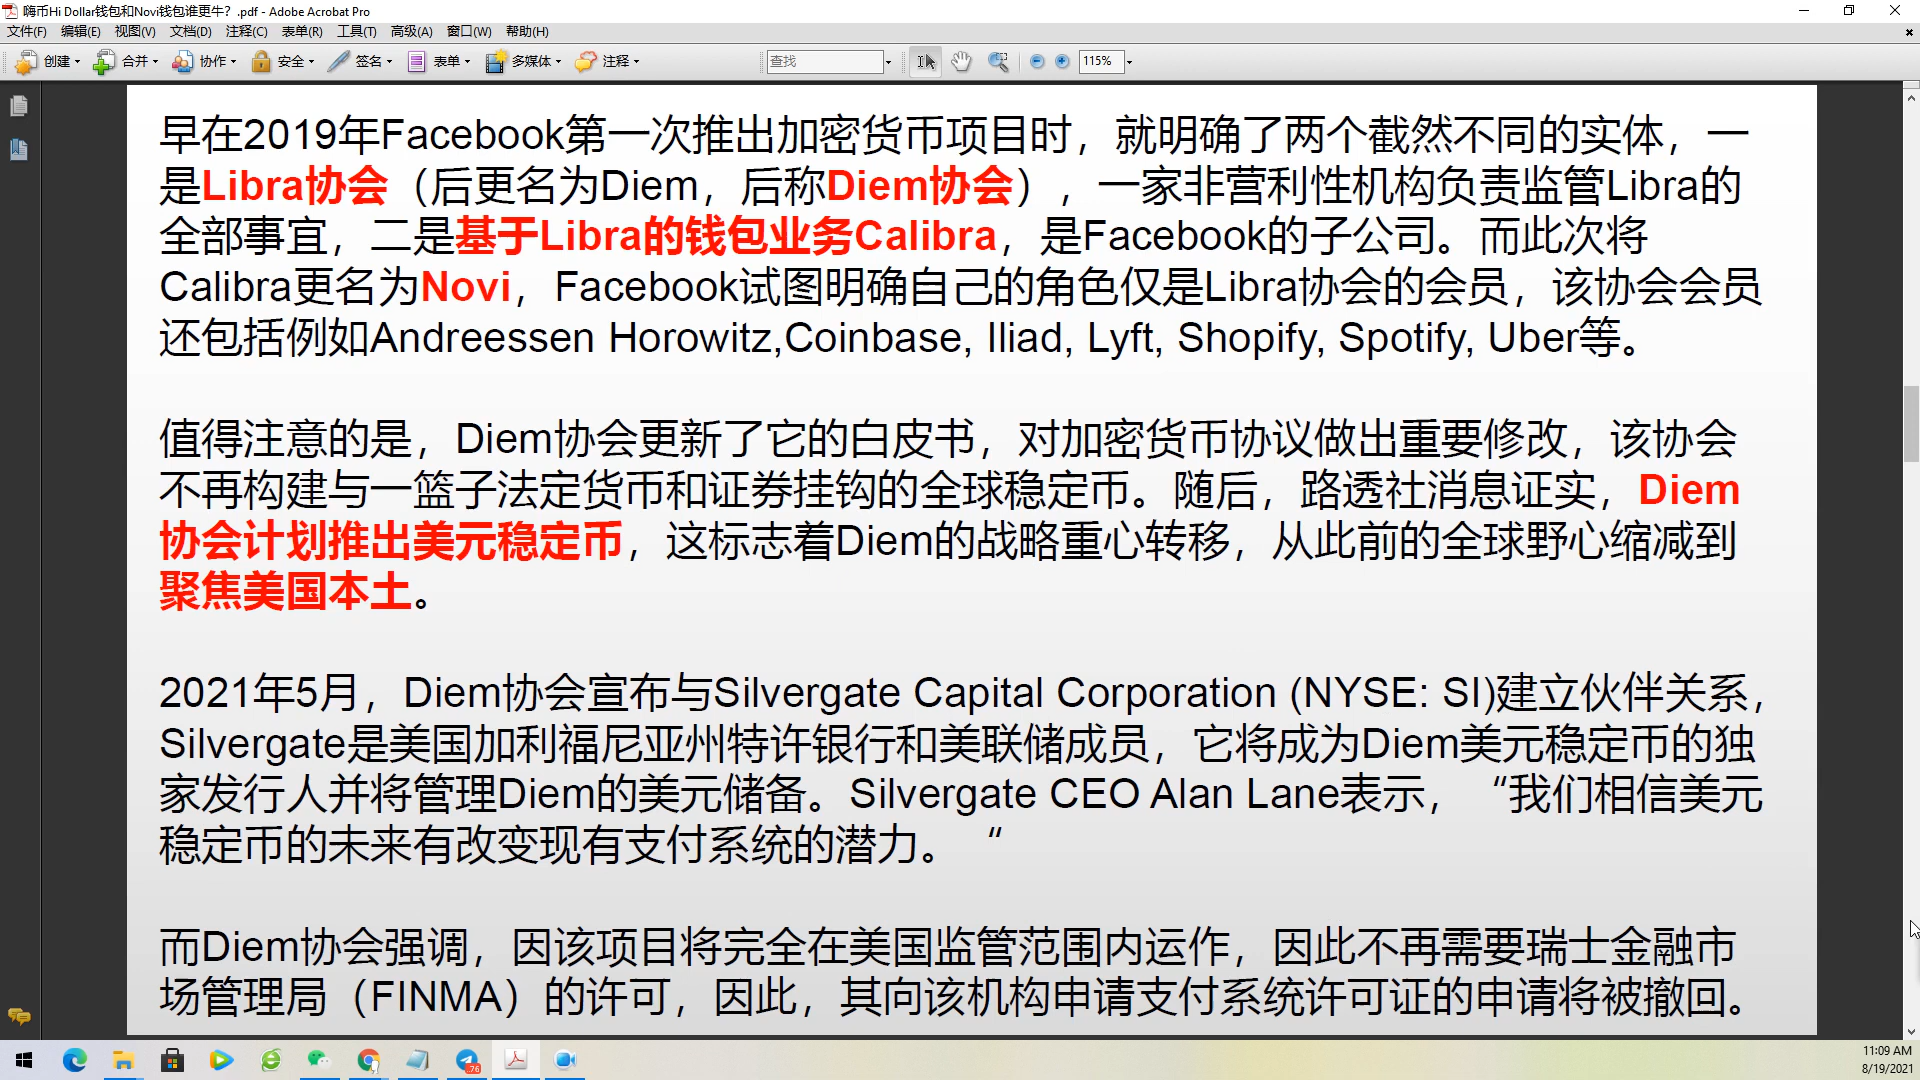 嗨币Hi Dollar钱包和Novi钱包谁更牛？.pdf - Adobe Acrobat Pro
文件(F) 编辑(E) 视图(V) 文档(D) 注释(C) 表单(R) 工具(T) 高级(A) 窗口(W) 帮助(H)
创建 合并 协作 安全 签名 表单 多媒体 注释 查找 115%
早在2019年Facebook第一次推出加密货币项目时，就明确了两个截然不同的实体，一
是Libra协会（后更名为Diem，后称Diem协会），一家非营利性机构负责监管Libra的
全部事宜，二是基于Libra的钱包业务Calibra，是Facebook的子公司。而此次将
Calibra更名为Novi，Facebook试图明确自己的角色仅是Libra协会的会员，该协会会员
还包括例如Andreessen Horowitz,Coinbase, Iliad, Lyft, Shopify, Spotify, Uber等。
值得注意的是，Diem协会更新了它的白皮书，对加密货币协议做出重要修改，该协会
不再构建与一篮子法定货币和证券挂钩的全球稳定币。随后，路透社消息证实，Diem
协会计划推出美元稳定币，这标志着Diem的战略重心转移，从此前的全球野心缩减到
聚焦美国本土。
2021年5月，Diem协会宣布与Silvergate Capital Corporation (NYSE: SI)建立伙伴关系，
Silvergate是美国加利福尼亚州特许银行和美联储成员，它将成为Diem美元稳定币的独
家发行人并将管理Diem的美元储备。Silvergate CEO Alan Lane表示，“我们相信美元
稳定币的未来有改变现有支付系统的潜力。“
而Diem协会强调，因该项目将完全在美国监管范围内运作，因此不再需要瑞士金融市
场管理局（FINMA）的许可，因此，其向该机构申请支付系统许可证的申请将被撤回。
76
11:09 AM
8/19/2021